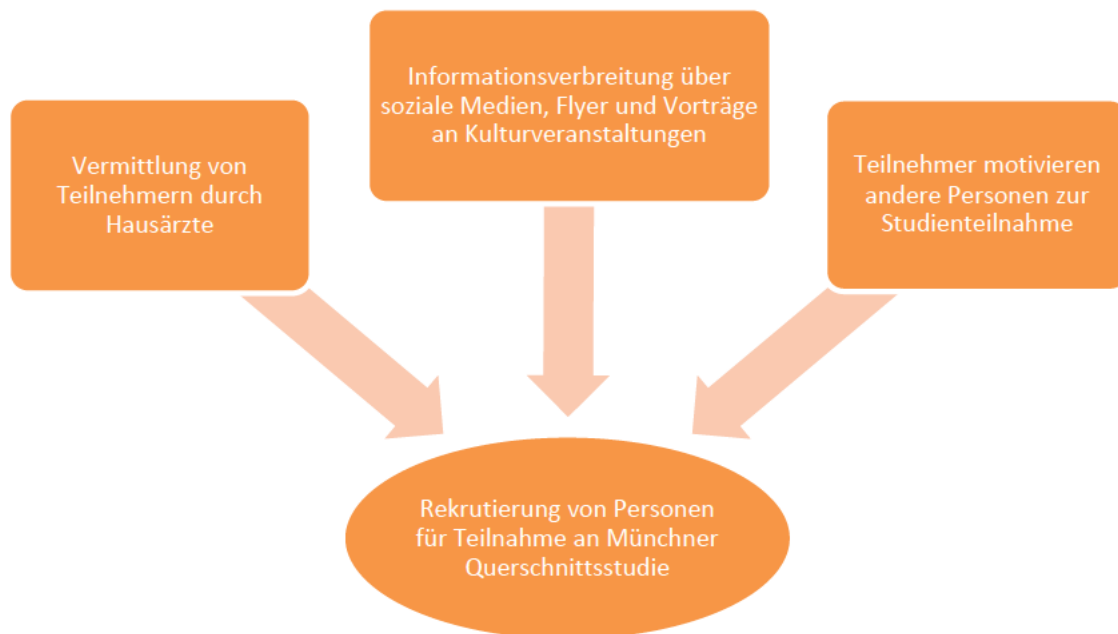 Vermittlung von
Teilnehmern durch
Hausärzte
Informationsverbreitung über
soziale Medien, Flyer und Vorträge
an Kulturveranstaltungen
Teilnehmer motivieren
andere Personen zur
Studienteilnahme
Rekrutierung von Personen
für Teilnahme an Münchner
Querschnittsstudie